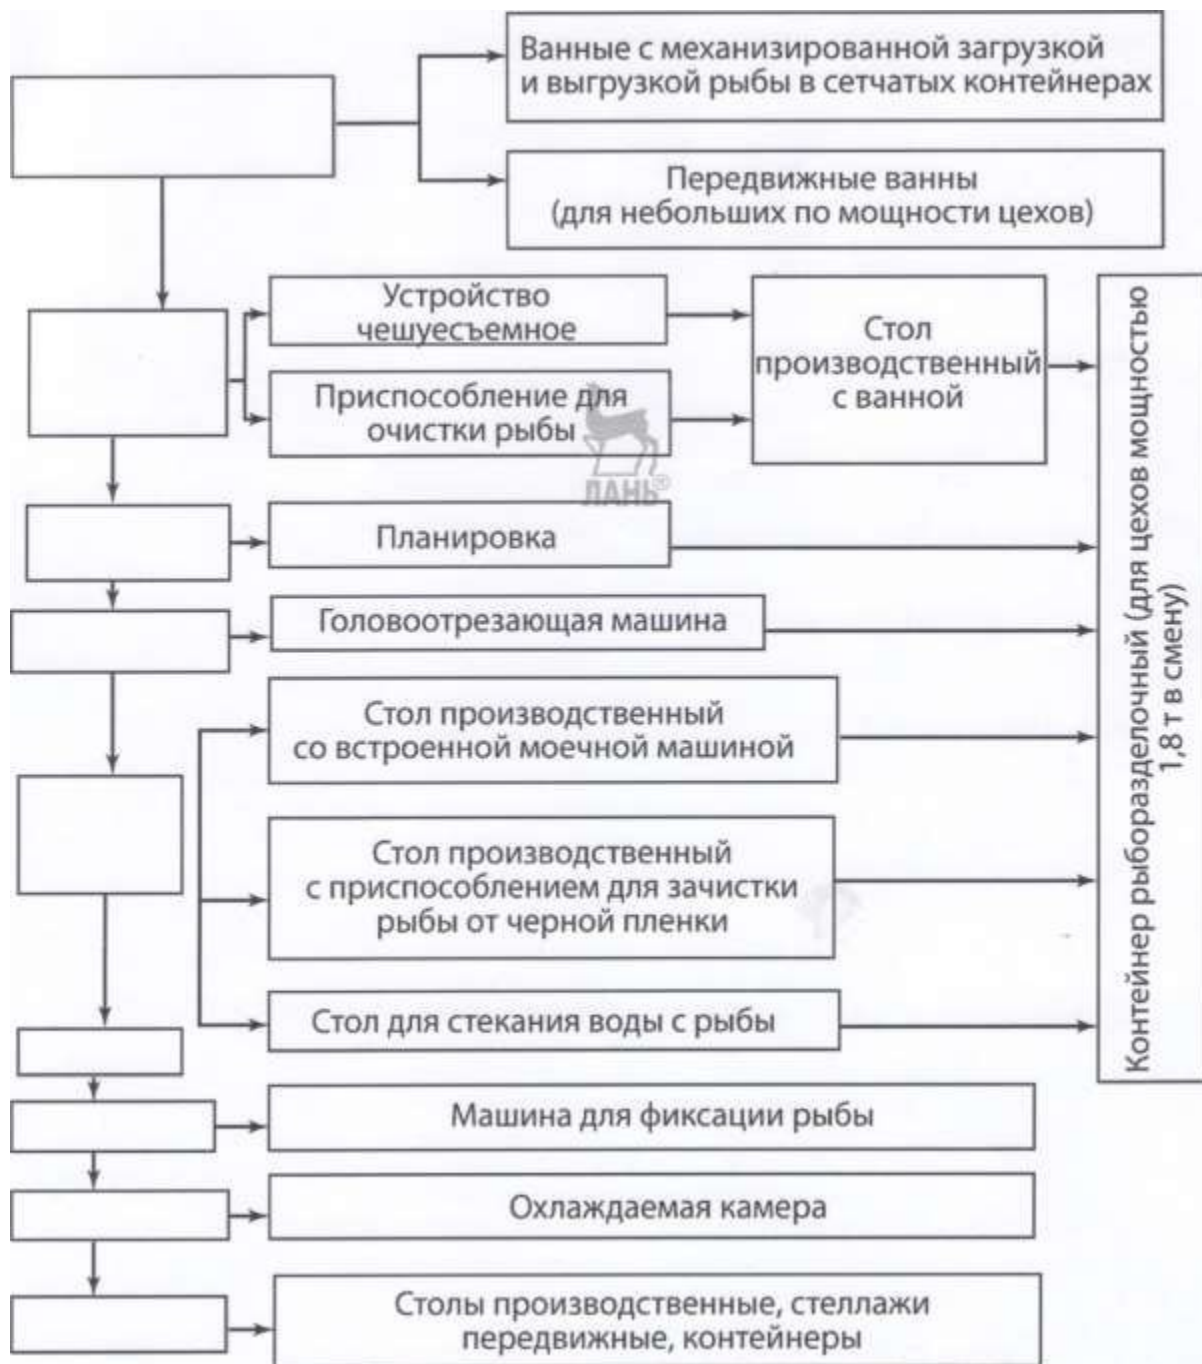 Ванные с механизированной загрузкой
и выгрузкой рыбы в сетчатых контейнерах
Передвижные ванны
(для небольших по мощности цехов)
Устройство
чешуесъемное
Приспособление для
очистки рыбы
Стол
производственный
с ванной
ЛАНЬ®
Планировка
Головоотрезающая машина
Стол производственный
со встроенной моечной машиной
Стол производственный
с приспособлением для зачистки
рыбы от черной пленки
Стол для стекания воды с рыбы
Контейнер рыборазделочный (для цехов мощностью
1,8 т в смену)
Машина для фиксации рыбы
Охлаждаемая камера
Столы производственные, стеллажи
передвижные, контейнеры